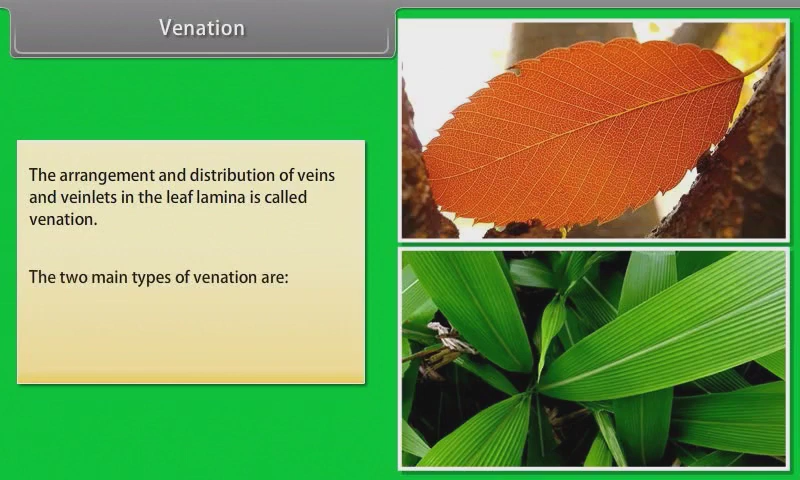 Venation
The arrangement and distribution of veins
and veinlets in the leaf lamina is called
venation.
The two main types of venation are: